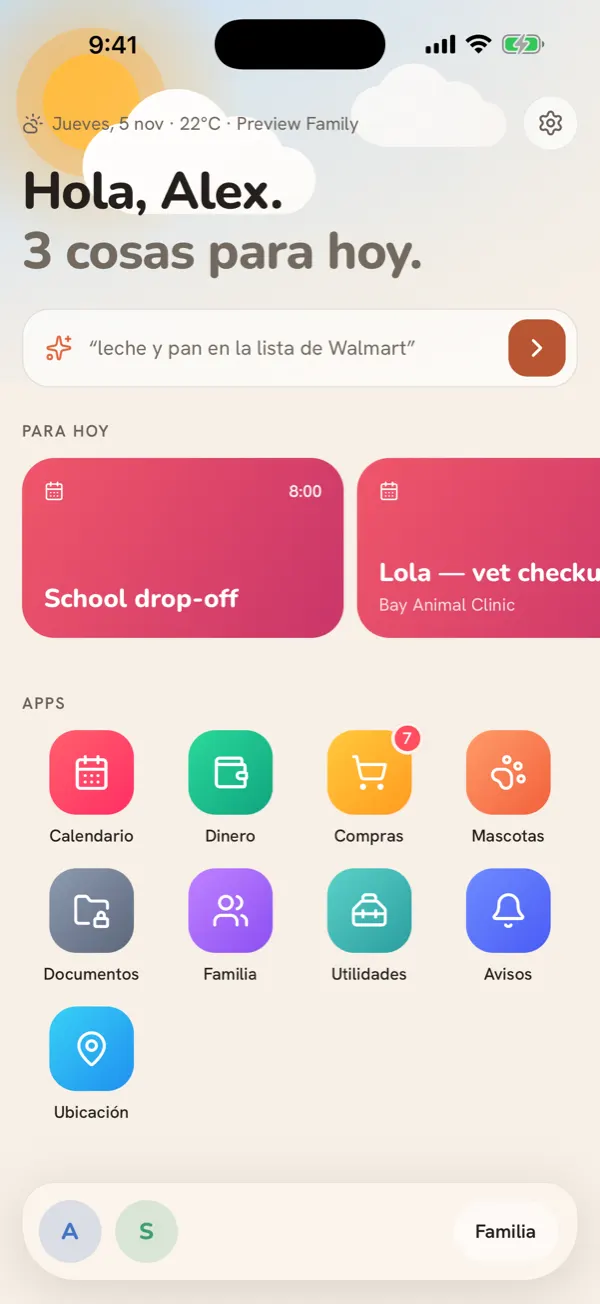 9:41
Jueves, 5 nov · 22°C · Preview Family
Hola, Alex.
3 cosas para hoy.
“leche y pan en la lista de Walmart”
PARA HOY
8:00
School drop-off
Lola — vet checku
Bay Animal Clinic
APPS
7
Calendario
Dinero
Compras
Mascotas
Documentos
Familia
Utilidades
Avisos
Ubicación
A
S
Familia